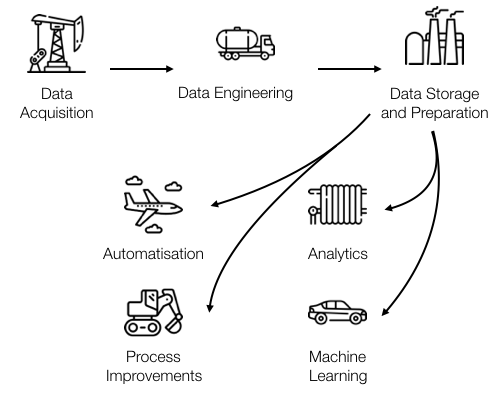 Data
Acquisition
Data Engineering
Data Storage
and Preparation
Automatisation
Analytics
Process
Improvements
Machine
Learning